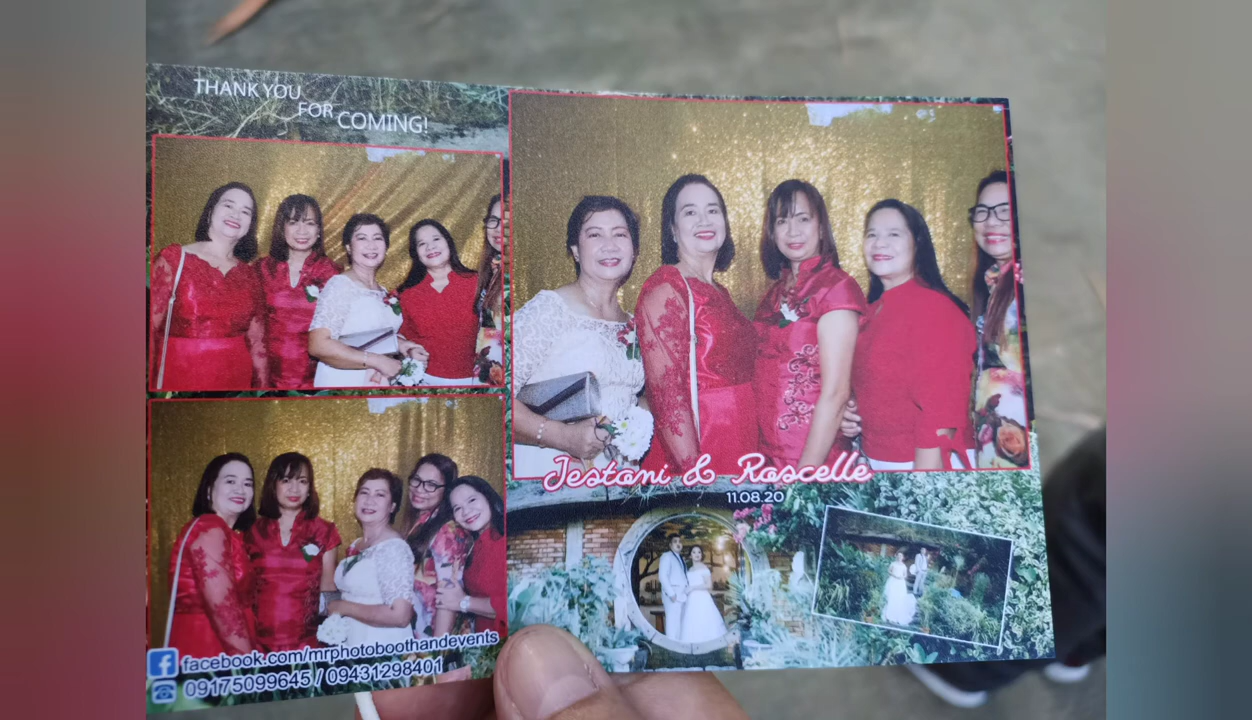 THANK YOU
FOR
COMING!
Jestoni & Roscelle
11.08.20
facebook.com/mrphotoboothandevents
09175099645 / 09431298401